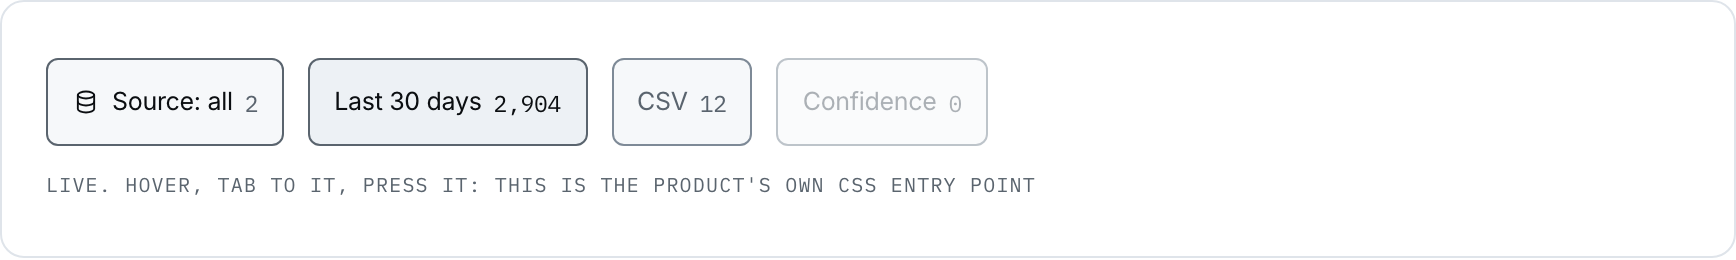 Source: all 2 Last 30 days 2,904 CSV 12 Confidence 0
LIVE. HOVER, TAB TO IT, PRESS IT: THIS IS THE PRODUCT'S OWN CSS ENTRY POINT